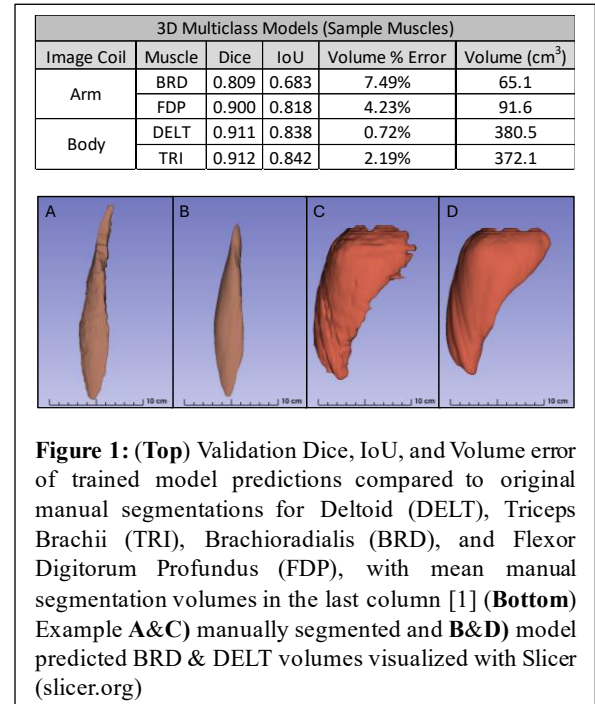 3D Multiclass Models (Sample Muscles)
Image Coil Muscle Dice IoU Volume % Error Volume (cm³)
Arm BRD 0.809 0.683 7.49% 65.1
FDP 0.900 0.818 4.23% 91.6
Body DELT 0.911 0.838 0.72% 380.5
TRI 0.912 0.842 2.19% 372.1
A B C D
10 cm 10 cm 10 cm 10 cm
Figure 1: (Top) Validation Dice, IoU, and Volume error
of trained model predictions compared to original
manual segmentations for Deltoid (DELT), Triceps
Brachii (TRI), Brachioradialis (BRD), and Flexor
Digitorum Profundus (FDP), with mean manual
segmentation volumes in the last column [1] (Bottom)
Example A&C) manually segmented and B&D) model
predicted BRD & DELT volumes visualized with Slicer
(slicer.org)